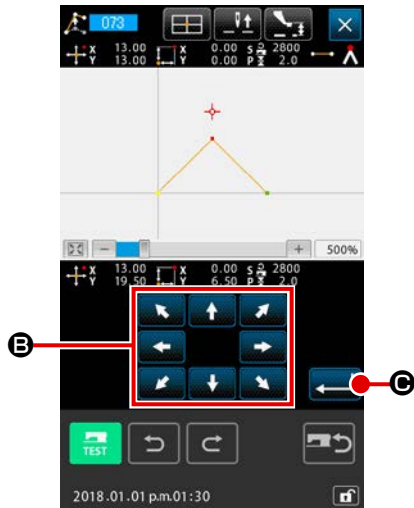 073
X 13.00 X 0.00 S 2800
Y 13.00 Y 0.00 P 2.0
500%
X 13.00 X 0.00 S 2800
Y 19.50 Y 6.50 P 2.0
B
C
TEST
2018.01.01 p.m.01:30